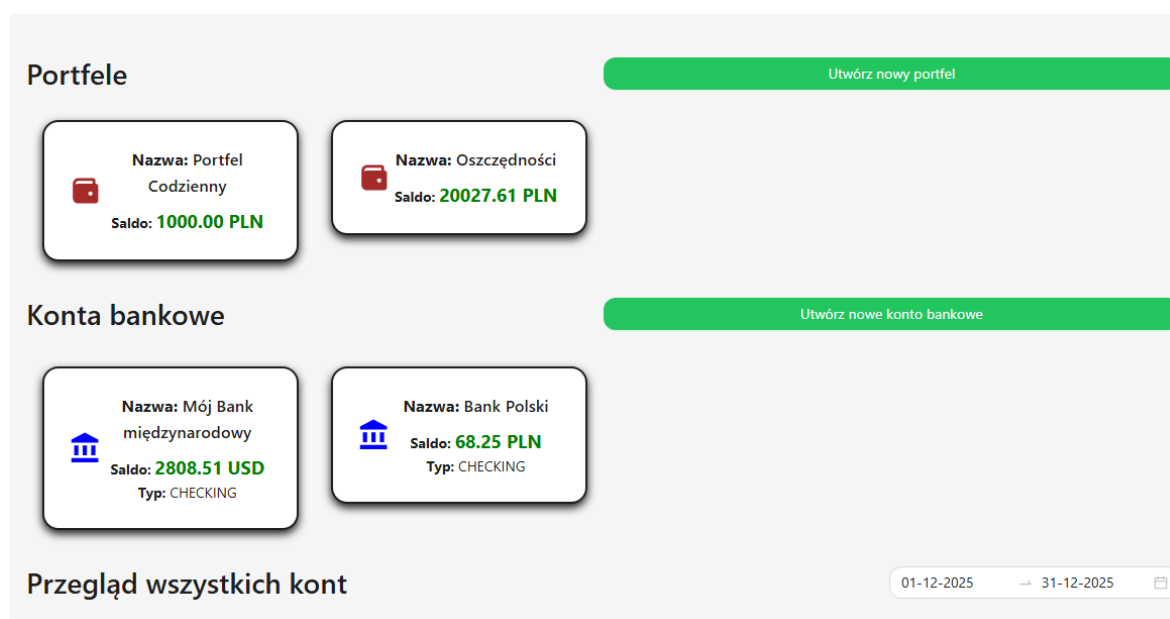 Portfele
Utwórz nowy portfel
Nazwa: Portfel
Codzienny
Saldo: 1000.00 PLN
Nazwa: Oszczędności
Saldo: 20027.61 PLN
Konta bankowe
Utwórz nowe konto bankowe
Nazwa: Mój Bank
międzynarodowy
Saldo: 2808.51 USD
Typ: CHECKING
Nazwa: Bank Polski
Saldo: 68.25 PLN
Typ: CHECKING
Przegląd wszystkich kont
01-12-2025 → 31-12-2025